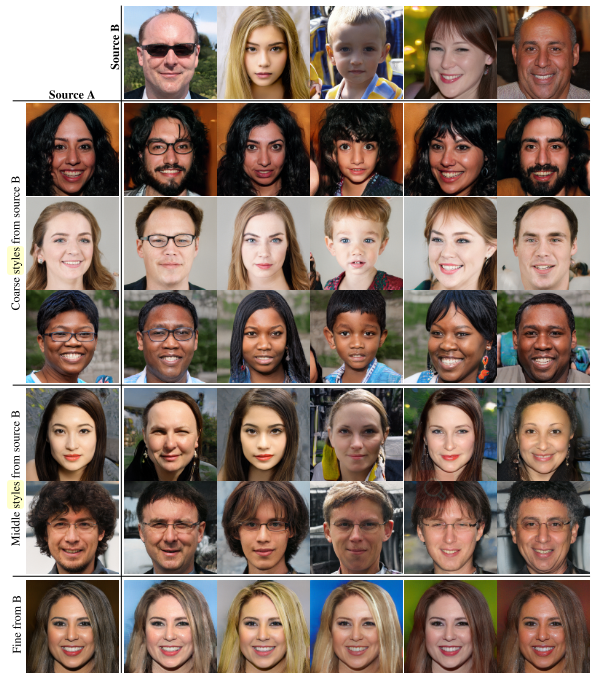 Source B
Source A
Coarse styles from source B
Middle styles from source B
Fine from B